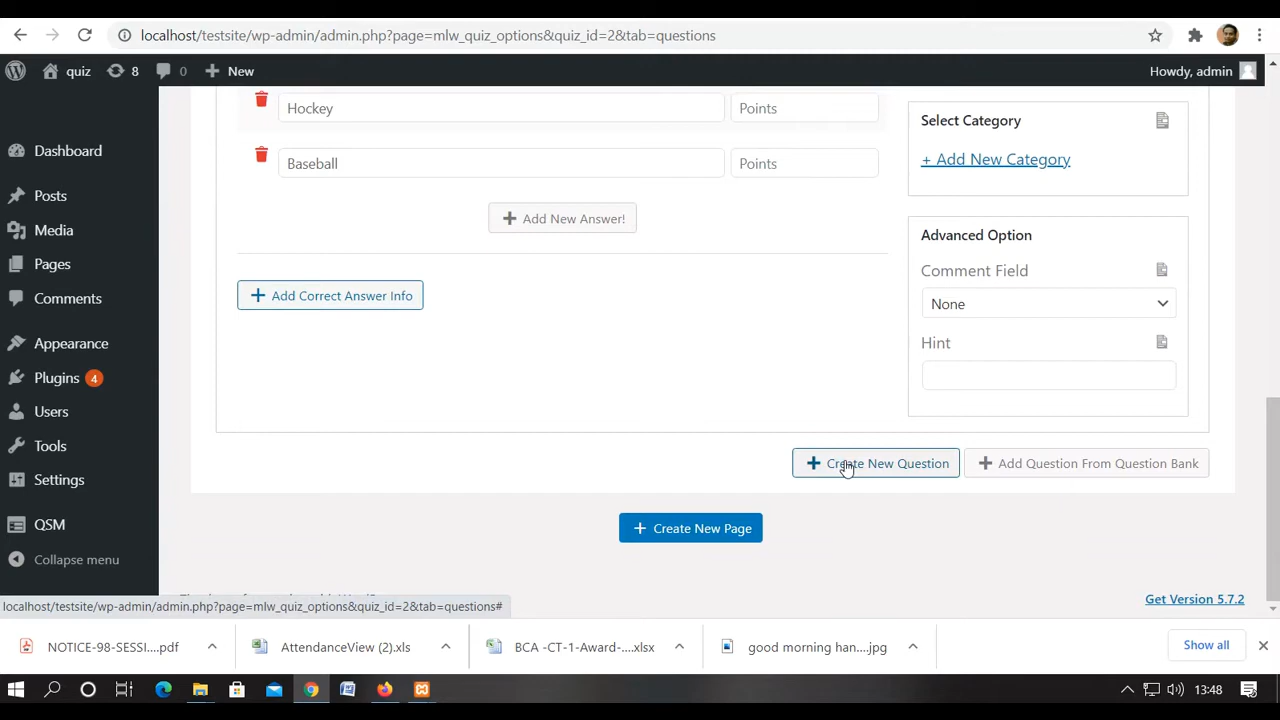 localhost/testsite/wp-admin/admin.php?page=mlw_quiz_options&quiz_id=2&tab=questions
quiz 8 0 New Howdy, admin
Dashboard
Posts
Media
Pages
Comments
Appearance
Plugins 4
Users
Tools
Settings
QSM
Collapse menu
Hockey Points
Baseball Points
Add New Answer!
Add Correct Answer Info
Select Category
+ Add New Category
Advanced Option
Comment Field
None
Hint
Create New Question Add Question From Question Bank
Create New Page
Get Version 5.7.2
localhost/testsite/wp-admin/admin.php?page=mlw_quiz_options&quiz_id=2&tab=questions#
NOTICE-98-SESSI....pdf AttendanceView (2).xls BCA -CT-1-Award-....xlsx good morning han....jpg Show all
13:48